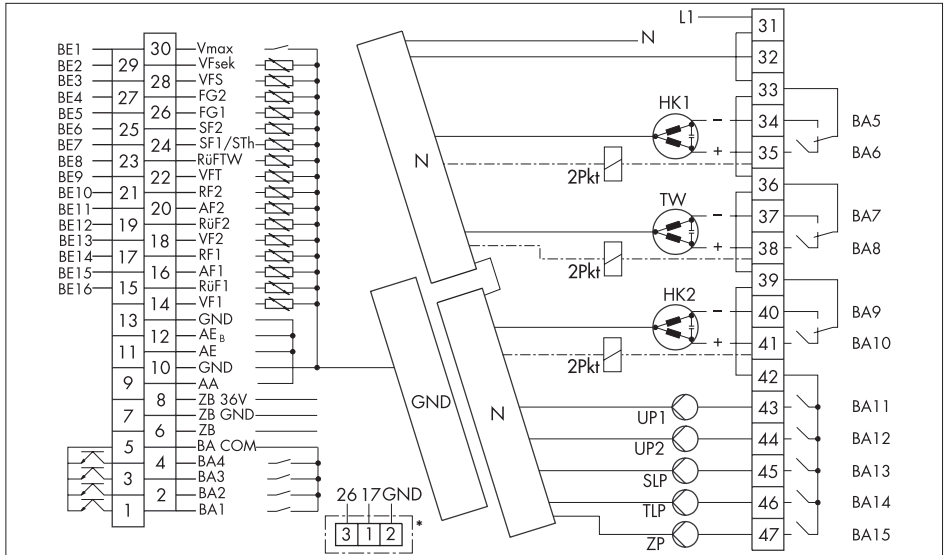 BE1 30 Vmax
BE2 29 VFsek
BE3 28 VFS
BE4 27 FG2
BE5 26 FG1
BE6 25 SF2
BE7 24 SF1/STh
BE8 23 RüFTW
BE9 22 VFT
BE10 21 RF2
BE11 20 AF2
BE12 19 RüF2
BE13 18 VF2
BE14 17 RF1
BE15 16 AF1
BE16 15 RüF1
14 VF1
13 GND
12 AE B
11 AE
10 GND
9 AA
8 ZB 36V
7 ZB GND
6 ZB
5 BA COM
4 BA4
3 BA3
2 BA2
1 BA1
26 17 GND
3 1 2 *
N
GND
N
L1 31
N
32
33
HK1 − 34 BA5
+ 35 BA6
2Pkt
36
TW − 37 BA7
+ 38 BA8
2Pkt
39
HK2 − 40 BA9
+ 41 BA10
2Pkt
42
UP1 43 BA11
UP2 44 BA12
SLP 45 BA13
TLP 46 BA14
ZP 47 BA15